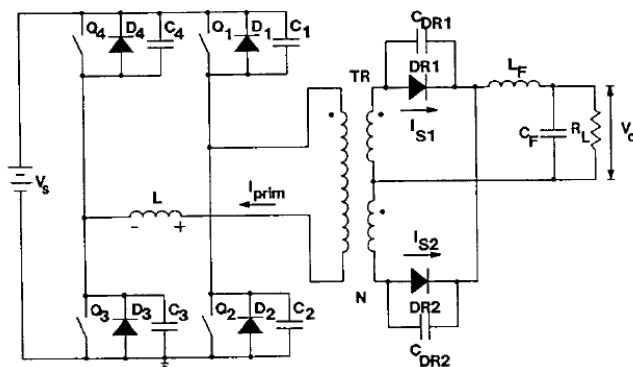 Q4 D4 C4 Q1 D1 C1
CDR1
TR DR1 LF
IS1 CF RL
VS
L Iprim
- +
IS2
N
Q3 D3 C3 Q2 D2 C2
DR2
CDR2